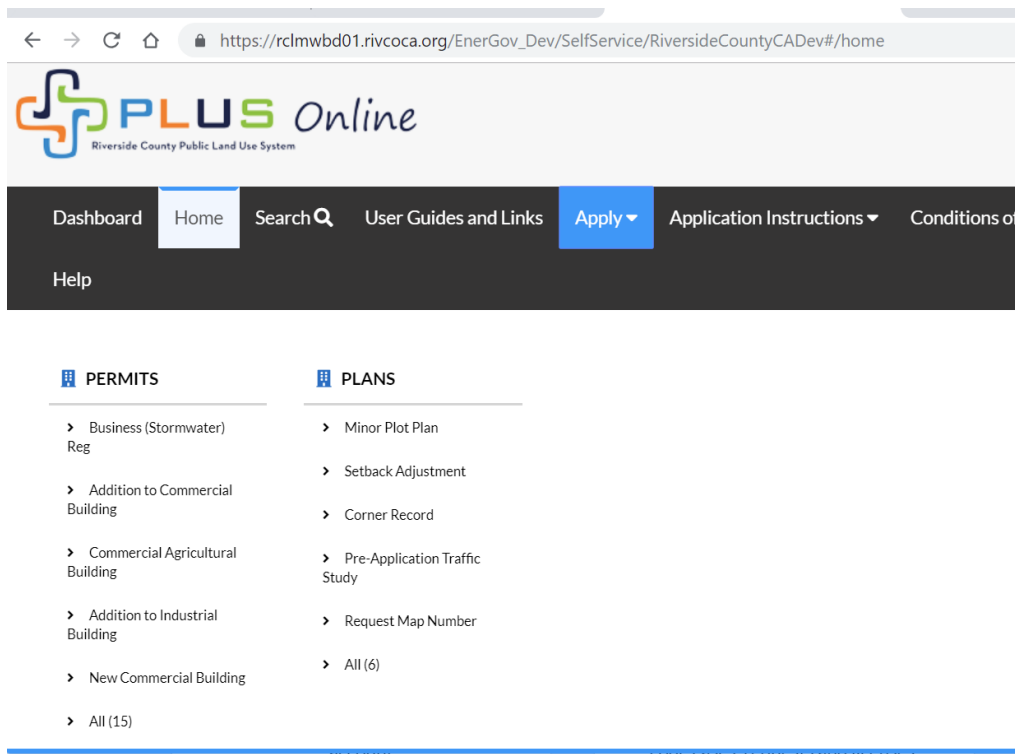 https://rclmwbd01.rivcoca.org/EnerGov_Dev/SelfService/RiversideCountyCADev#/home
PLUS Online
Riverside County Public Land Use System
Dashboard Home Search User Guides and Links Apply Application Instructions Conditions of
Help
PERMITS
Business (Stormwater)
Reg
Addition to Commercial
Building
Commercial Agricultural
Building
Addition to Industrial
Building
New Commercial Building
All (15)
PLANS
Minor Plot Plan
Setback Adjustment
Corner Record
Pre-Application Traffic
Study
Request Map Number
All (6)